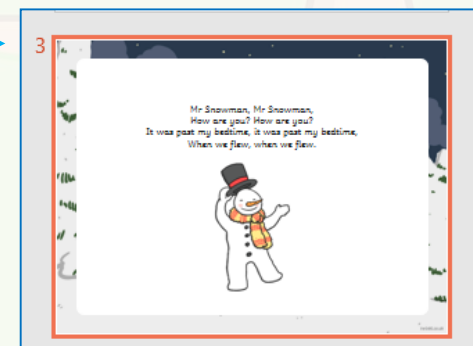 3
Mr Snowman, Mr Snowman,
How are you? How are you?
It was past my bedtime, it was past my bedtime,
When we flew, when we flew.